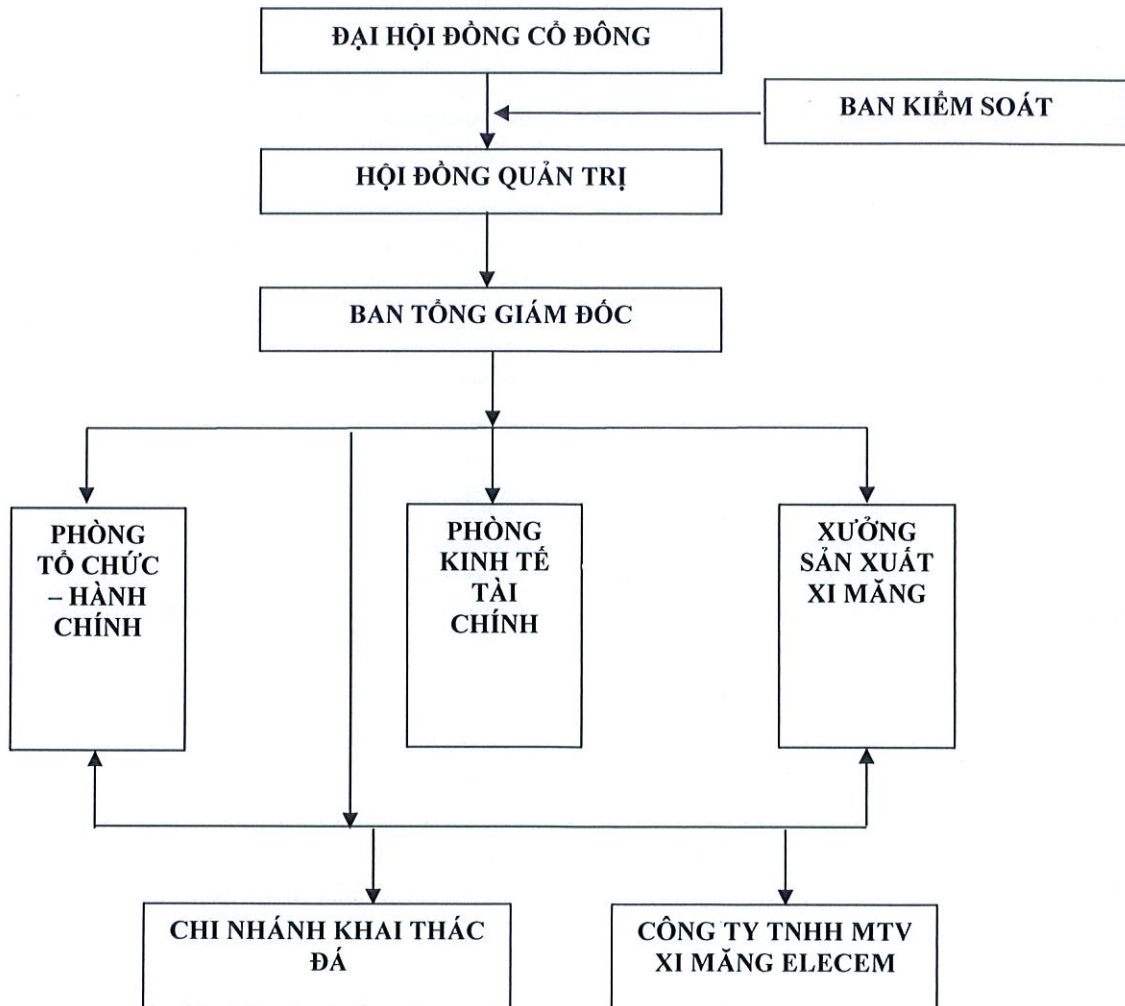 ĐẠI HỘI ĐỒNG CỔ ĐÔNG
BAN KIỂM SOÁT
HỘI ĐỒNG QUẢN TRỊ
BAN TỔNG GIÁM ĐỐC
PHÒNG
TỔ CHỨC
– HÀNH
CHÍNH
PHÒNG
KINH TẾ
TÀI
CHÍNH
XƯỞNG
SẢN XUẤT
XI MĂNG
CHI NHÁNH KHAI THÁC
ĐÁ
CÔNG TY TNHH MTV
XI MĂNG ELECEM